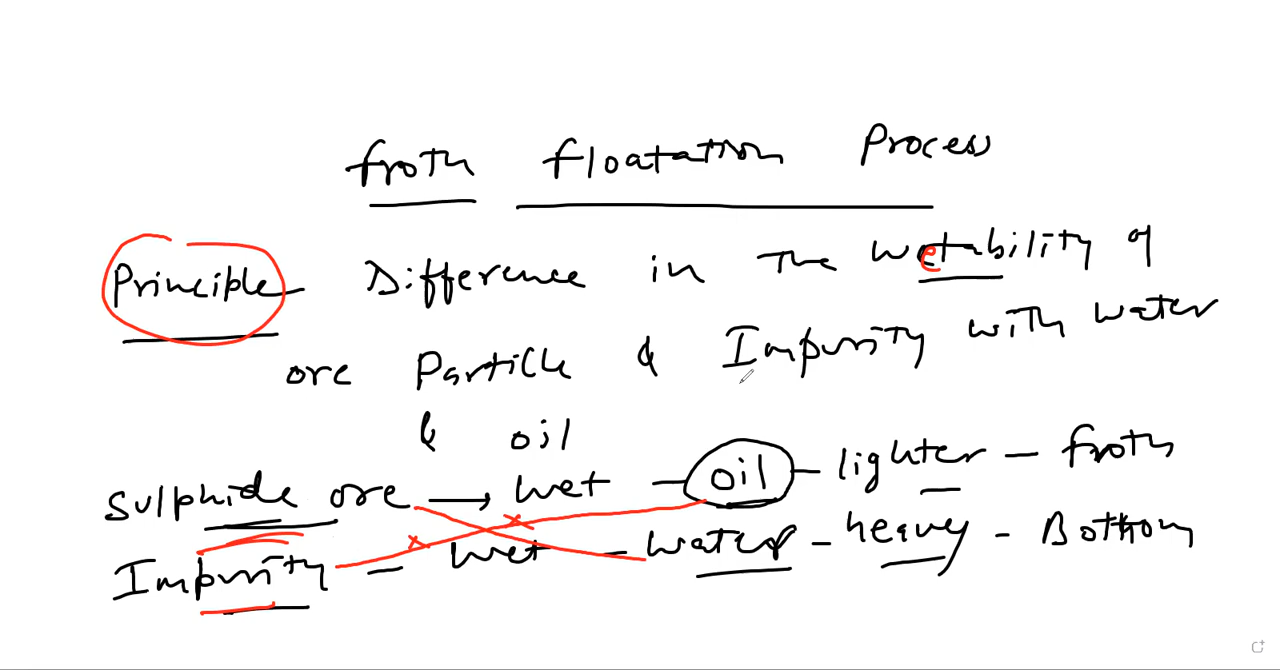 froth floatation Process
Principle Difference in the wetability of
ore Particle & Impurity with water
& oil
Sulphide ore → wet — oil — lighter — froth
Impurity — wet — water — heavy — Bottom